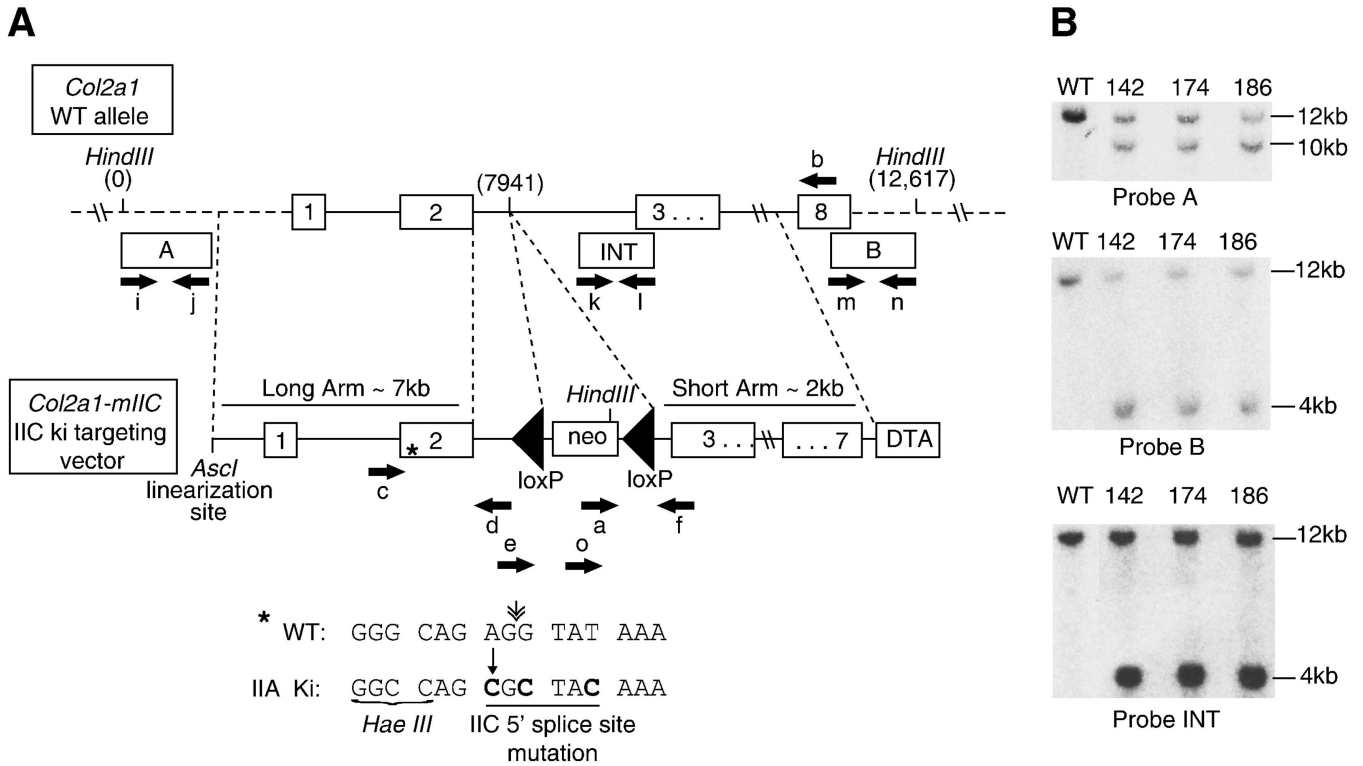 A
Col2a1
WT allele
HindIII
(0)
(7941)
b
HindIII
(12,617)
1
2
3 . . .
8
A
INT
B
i
j
k
l
m
n
Col2a1-mIIC
IIC ki targeting
vector
Long Arm ~ 7kb
HindIII
Short Arm ~ 2kb
1
2
*
neo
3 . . .
. . . 7
DTA
AscI
linearization
site
loxP
loxP
c
d
a
f
e
o
* WT: GGG CAG AGG TAT AAA
IIA Ki: GGC CAG CGC TAC AAA
Hae III
IIC 5' splice site
mutation
B
WT 142 174 186
12kb
10kb
Probe A
WT 142 174 186
12kb
4kb
Probe B
WT 142 174 186
12kb
4kb
Probe INT